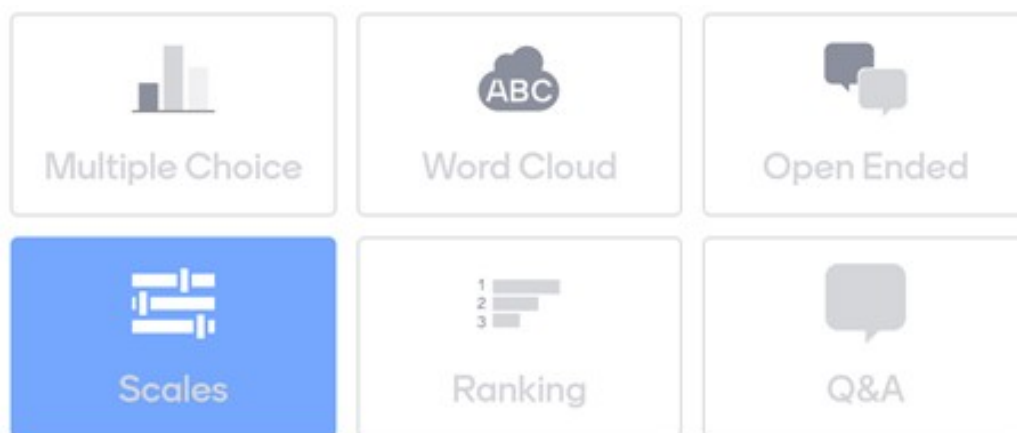 Multiple Choice
ABC
Word Cloud
Open Ended
Scales
1
2
3
Ranking
Q&A